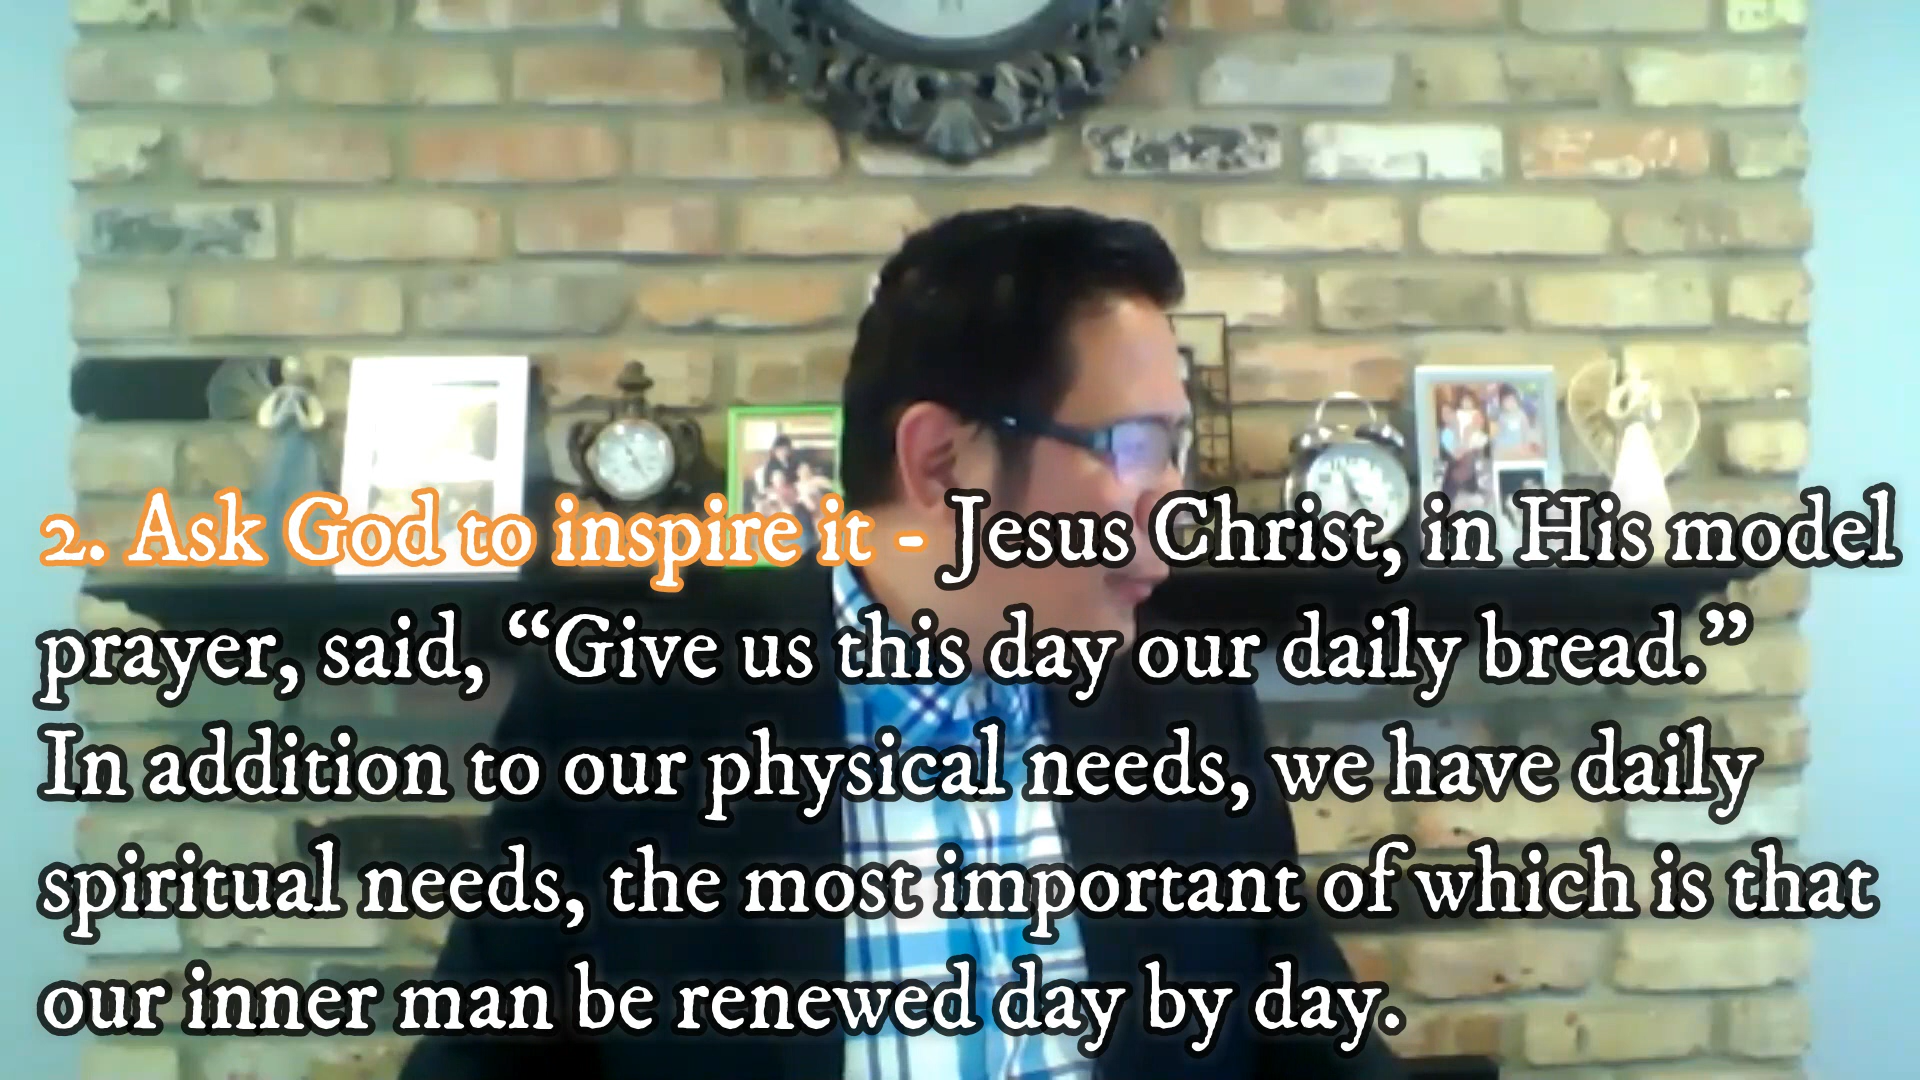 2. Ask God to inspire it - Jesus Christ, in His model
prayer, said, “Give us this day our daily bread.”
In addition to our physical needs, we have daily
spiritual needs, the most important of which is that
our inner man be renewed day by day.